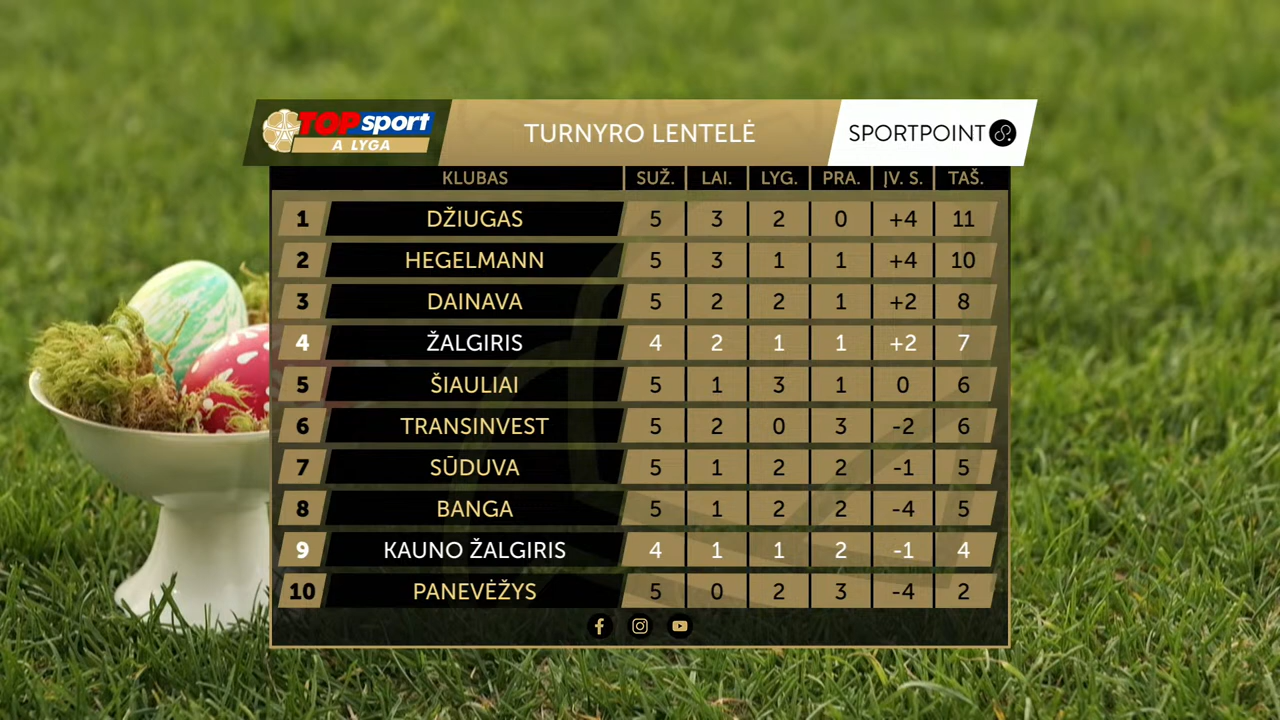 TOPsport
A LYGA
TURNYRO LENTELĖ
SPORTPOINT
KLUBAS SUŽ. LAI. LYG. PRA. ĮV. S. TAŠ.
1 DŽIUGAS 5 3 2 0 +4 11
2 HEGELMANN 5 3 1 1 +4 10
3 DAINAVA 5 2 2 1 +2 8
4 ŽALGIRIS 4 2 1 1 +2 7
5 ŠIAULIAI 5 1 3 1 0 6
6 TRANSINVEST 5 2 0 3 -2 6
7 SŪDUVA 5 1 2 2 -1 5
8 BANGA 5 1 2 2 -4 5
9 KAUNO ŽALGIRIS 4 1 1 2 -1 4
10 PANEVĖŽYS 5 0 2 3 -4 2